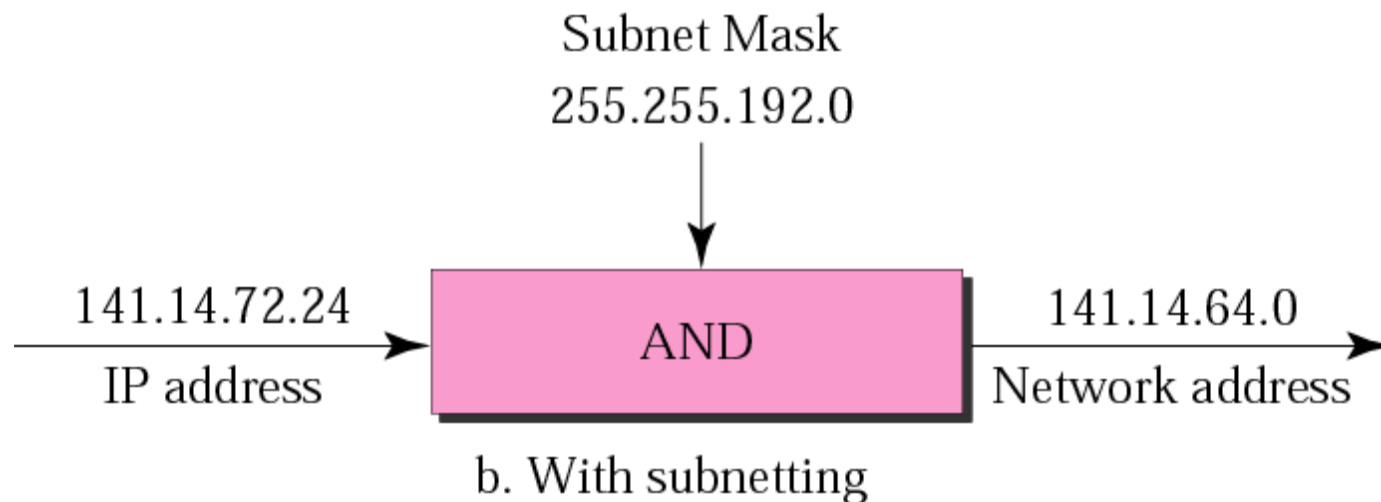 Subnet Mask
255.255.192.0
141.14.72.24
IP address
AND
141.14.64.0
Network address
b. With subnetting